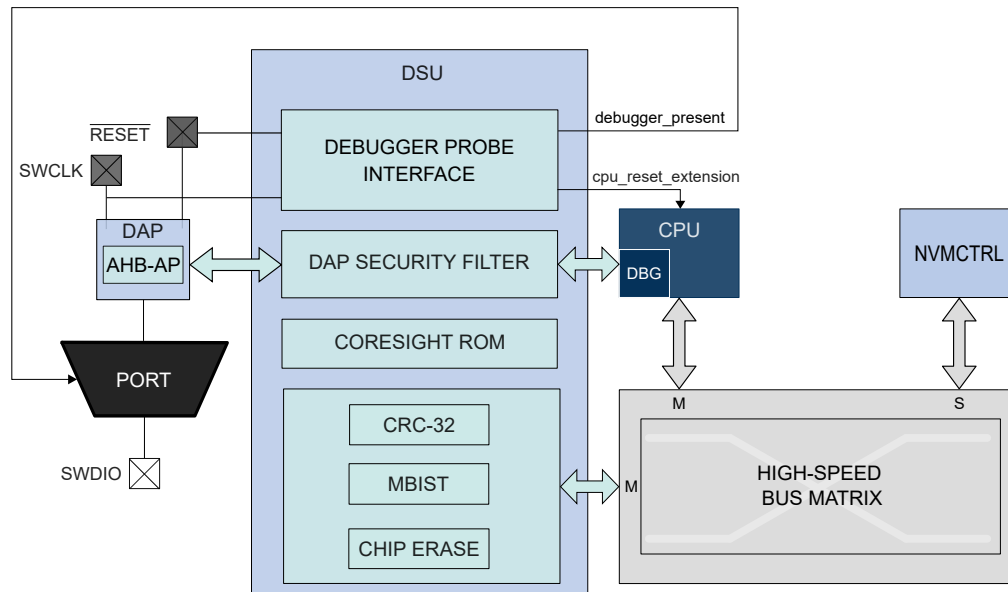 DSU
debugger_present
RESET
DEBUGGER PROBE
INTERFACE
SWCLK
cpu_reset_extension
DAP
AHB-AP
DAP SECURITY FILTER
CPU
DBG
NVMCTRL
CORESIGHT ROM
PORT
M
S
CRC-32
MBIST
CHIP ERASE
M
HIGH-SPEED
BUS MATRIX
SWDIO